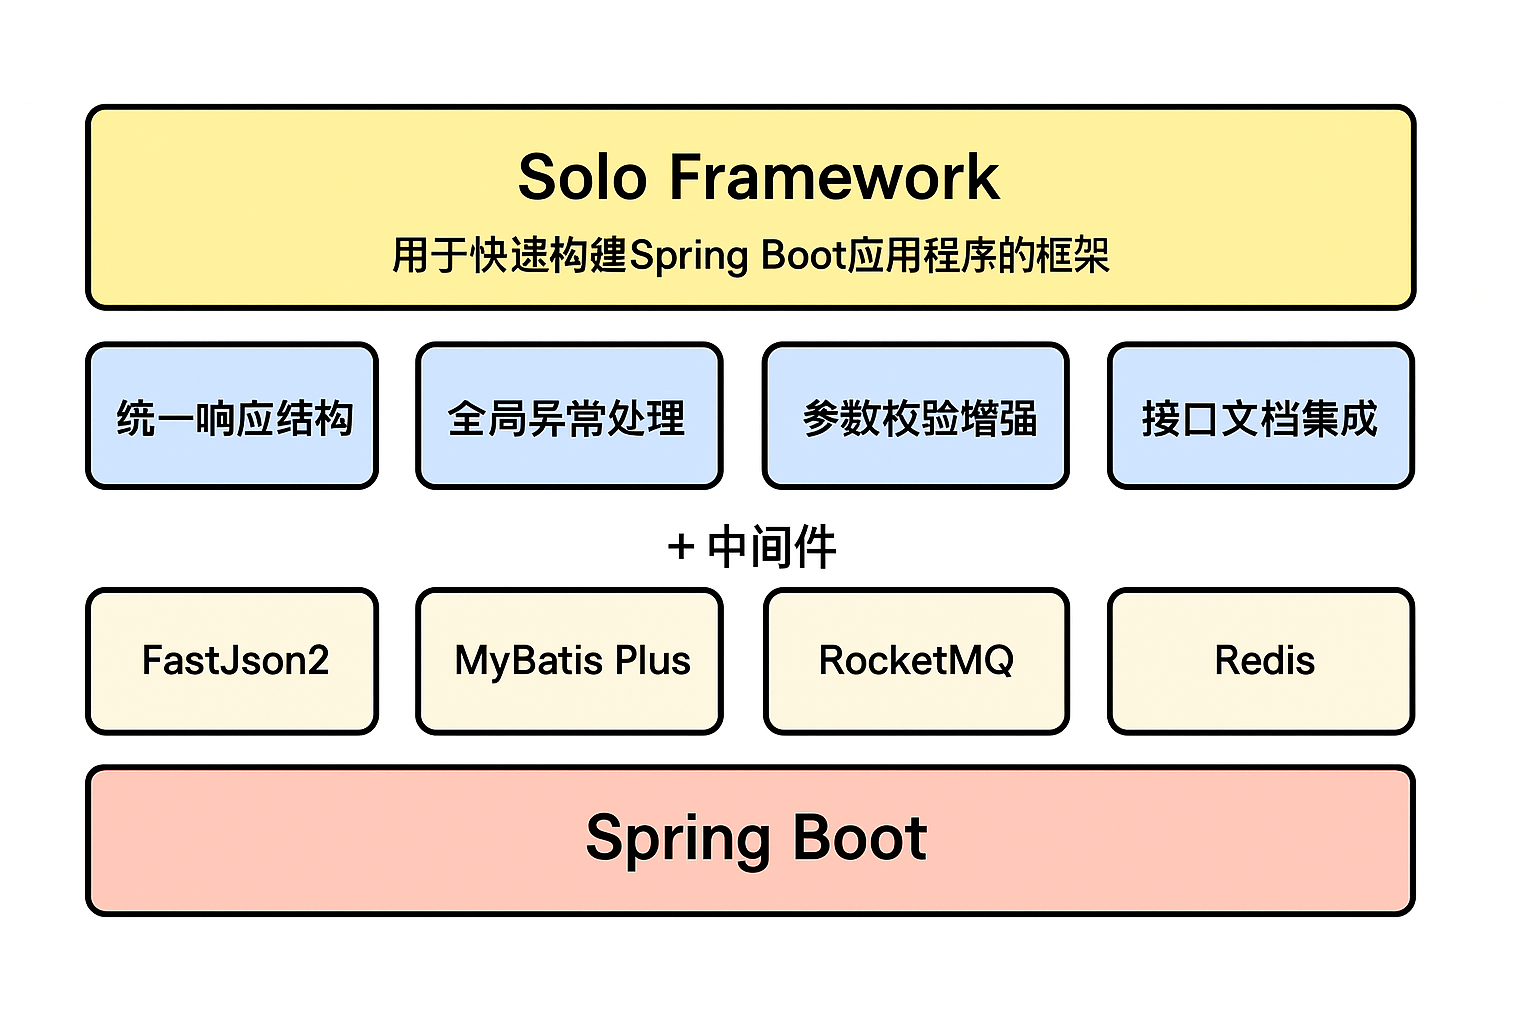 Solo Framework
用于快速构建Spring Boot应用程序的框架
统一响应结构
全局异常处理
参数校验增强
接口文档集成
+ 中间件
FastJson2
MyBatis Plus
RocketMQ
Redis
Spring Boot